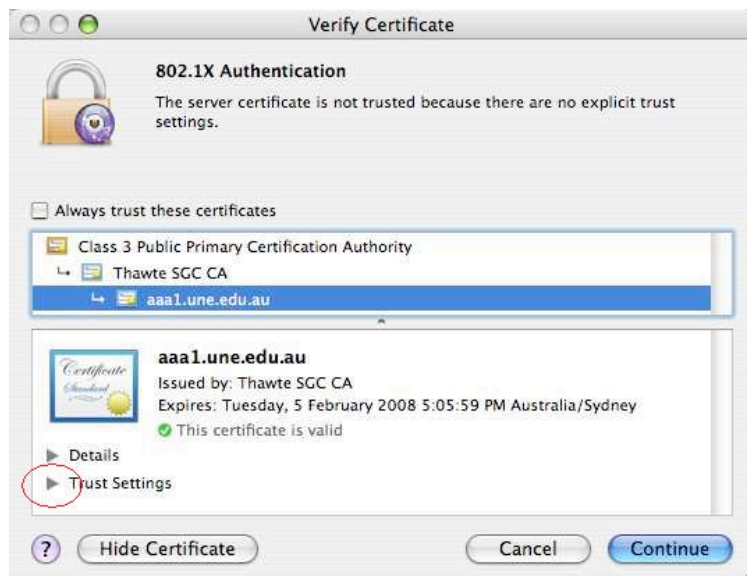 Verify Certificate
802.1X Authentication
The server certificate is not trusted because there are no explicit trust
settings.
Always trust these certificates
Class 3 Public Primary Certification Authority
Thawte SGC CA
aaa1.une.edu.au
Certificate
Standard
aaa1.une.edu.au
Issued by: Thawte SGC CA
Expires: Tuesday, 5 February 2008 5:05:59 PM Australia/Sydney
This certificate is valid
Details
Trust Settings
? Hide Certificate Cancel Continue